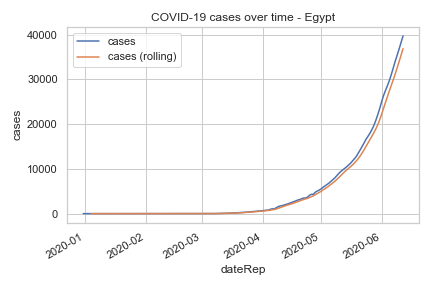 COVID-19 cases over time - Egypt
cases
cases (rolling)
40000
30000
20000
10000
0
cases
2020-01
2020-02
2020-03
2020-04
2020-05
2020-06
dateRep